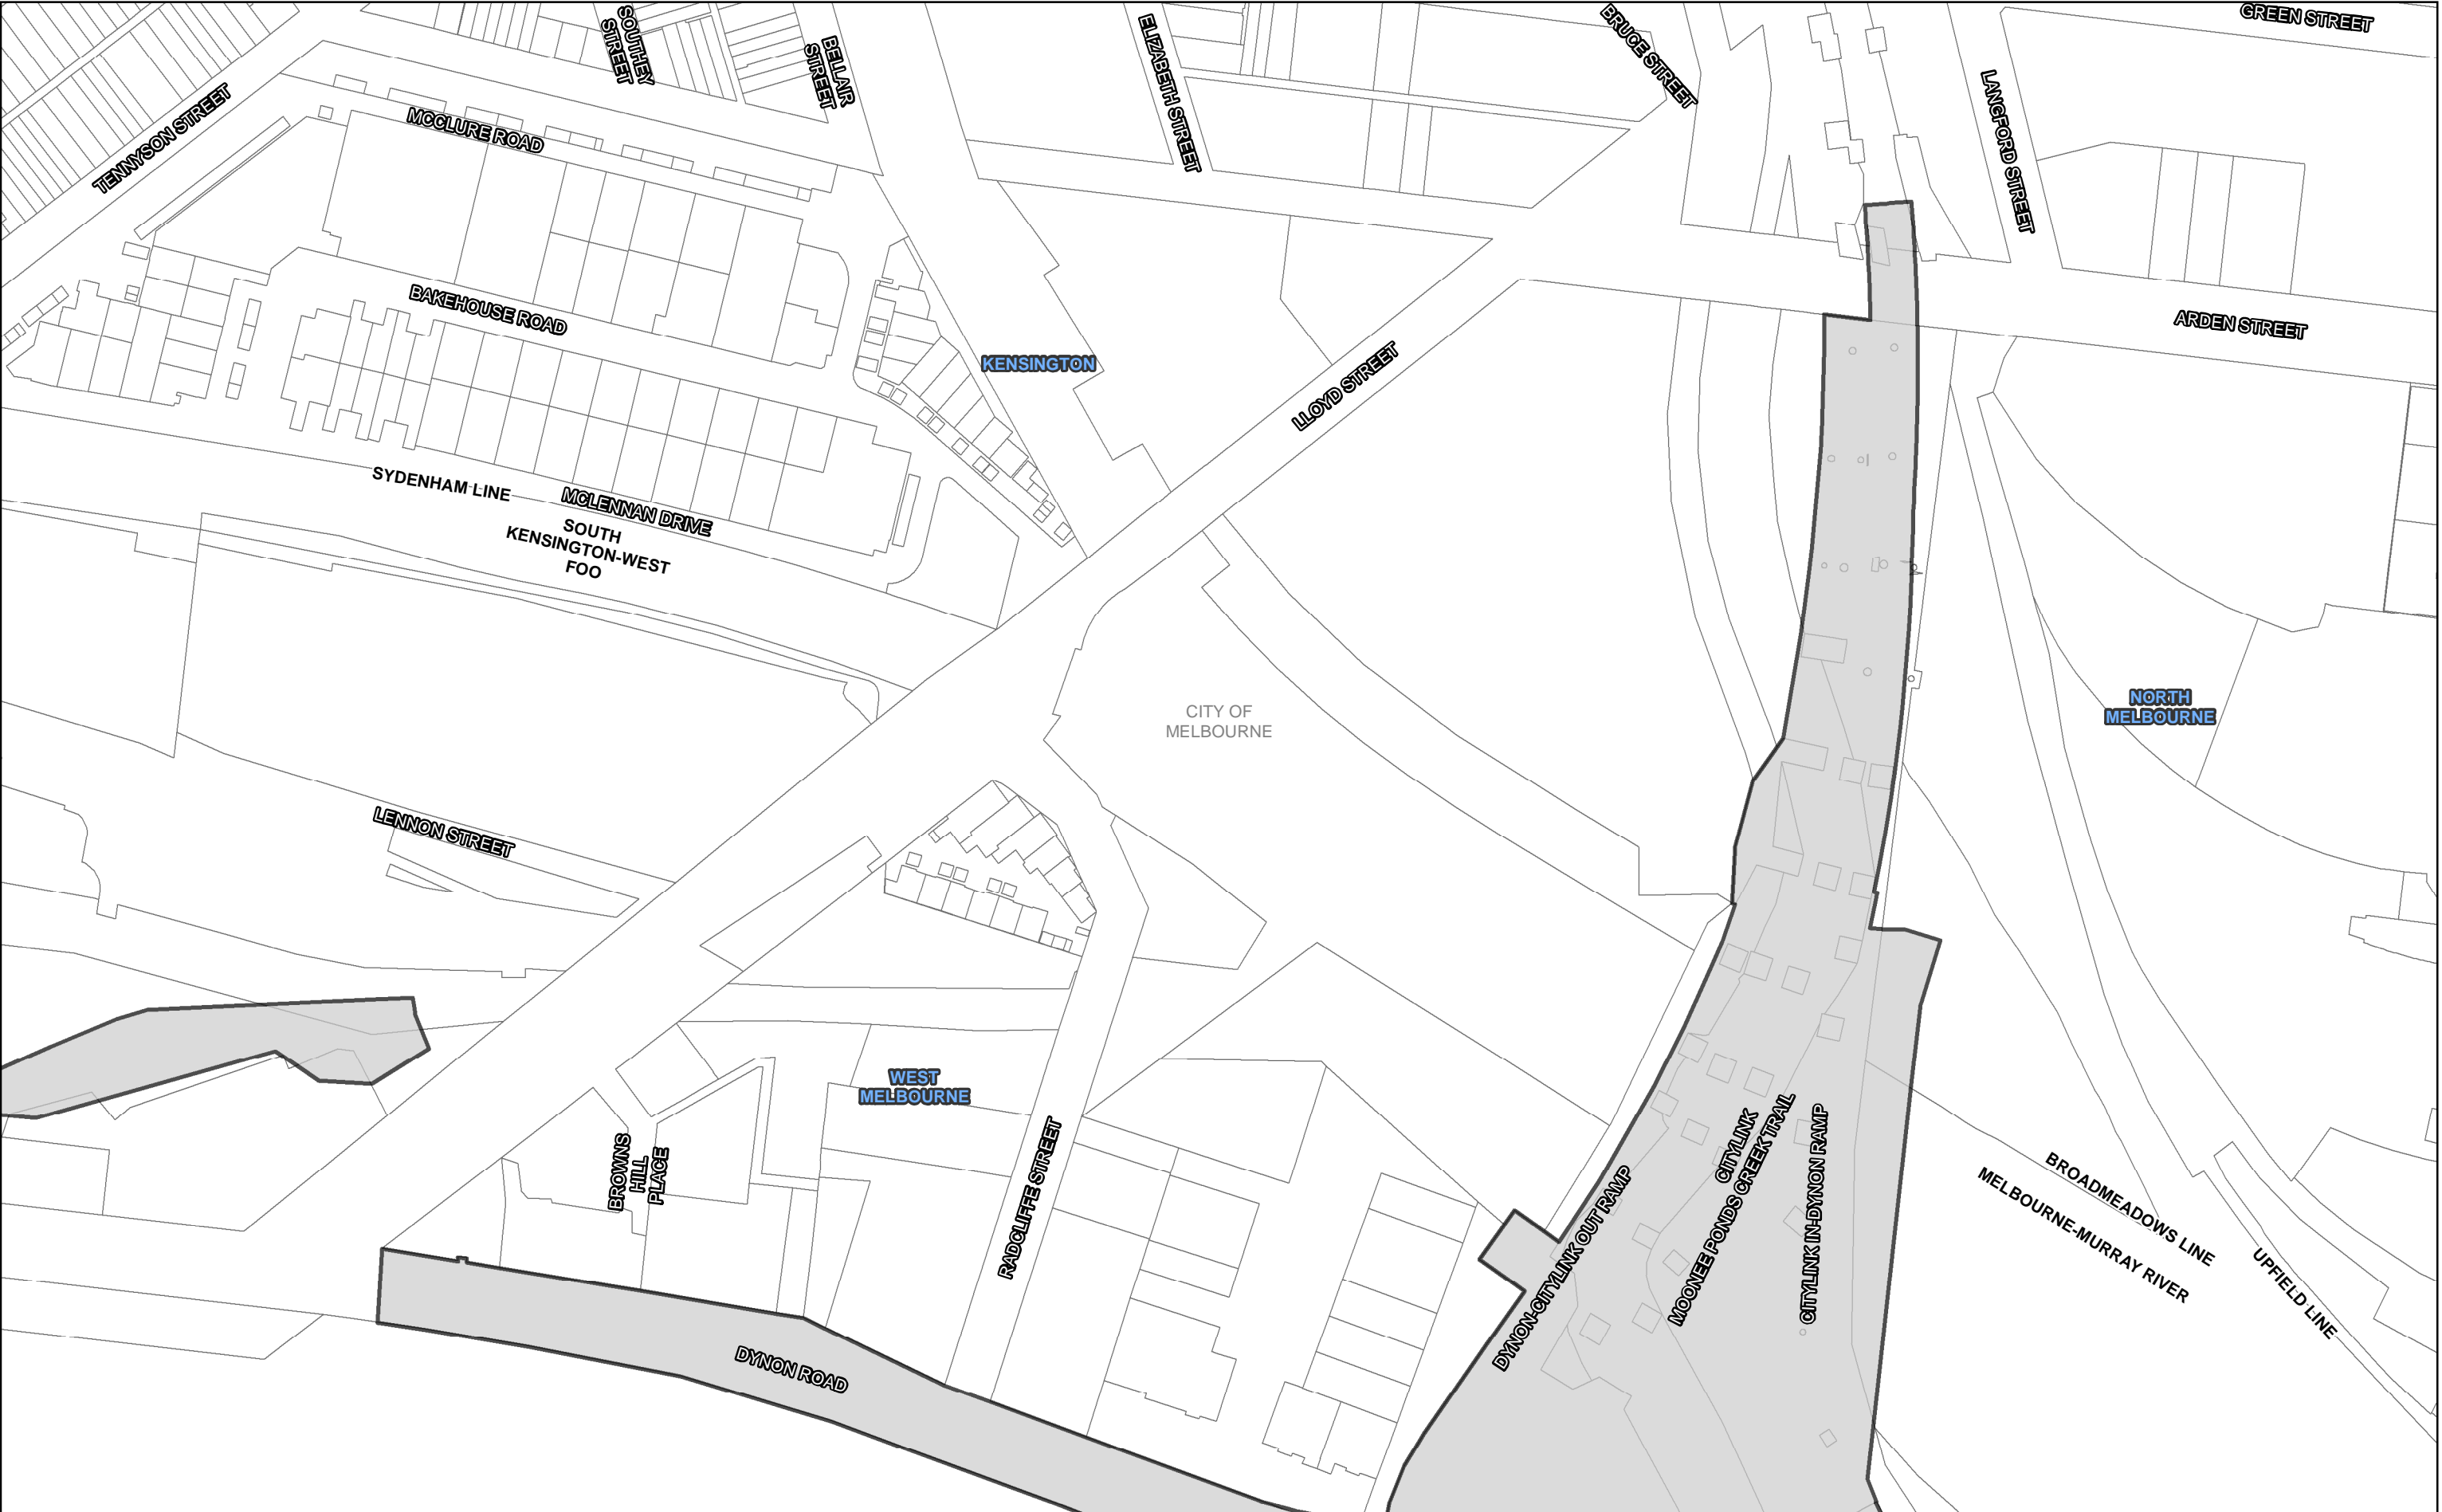 GREEN STREET
SOUTHEY
STREET
BELLAIR
STREET
ELIZABETH STREET
BRUCE STREET
LANGFORD STREET
TENNYSON STREET
MCCLURE ROAD
BAKEHOUSE ROAD
ARDEN STREET
KENSINGTON
LLOYD STREET
SYDENHAM LINE
MCLENNAN DRIVE
SOUTH
KENSINGTON-WEST
FOO
CITY OF
MELBOURNE
NORTH
MELBOURNE
LENNON STREET
WEST
MELBOURNE
BROWNS
HILL
PLACE
RADCLIFFE STREET
DYNON-CITYLINK OUT RAMP
CITYLINK
MOONEE PONDS CREEK TRAIL
CITYLINK IN-DYNON RAMP
BROADMEADOWS LINE
MELBOURNE-MURRAY RIVER
UPFIELD LINE
DYNON ROAD